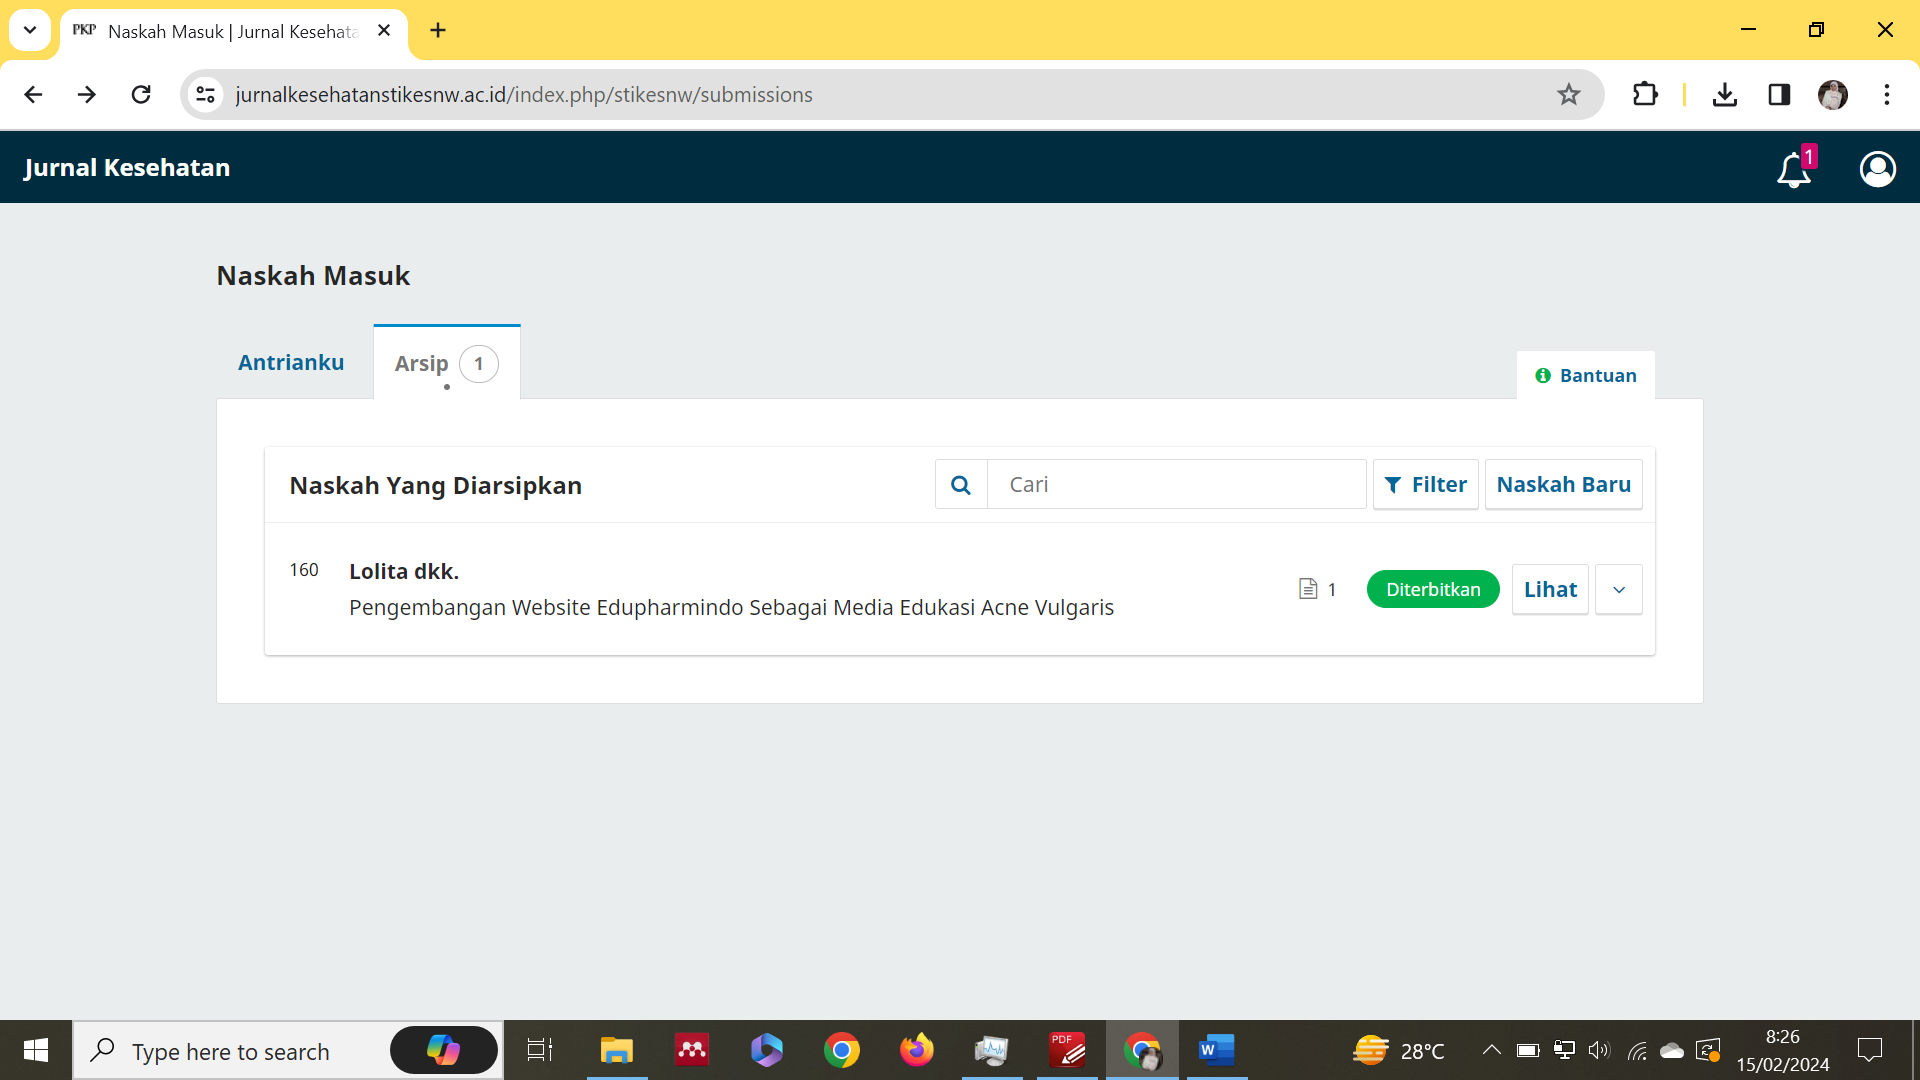 PKP Naskah Masuk | Jurnal Kesehata
jurnalkesehatanstikesnw.ac.id/index.php/stikesnw/submissions
Jurnal Kesehatan
1
Naskah Masuk
Antrianku
Arsip 1
Bantuan
Naskah Yang Diarsipkan
Cari
Filter
Naskah Baru
160
Lolita dkk.
Pengembangan Website Edupharmindo Sebagai Media Edukasi Acne Vulgaris
1
Diterbitkan
Lihat
Type here to search
PDF
W
28°C
8:26
15/02/2024